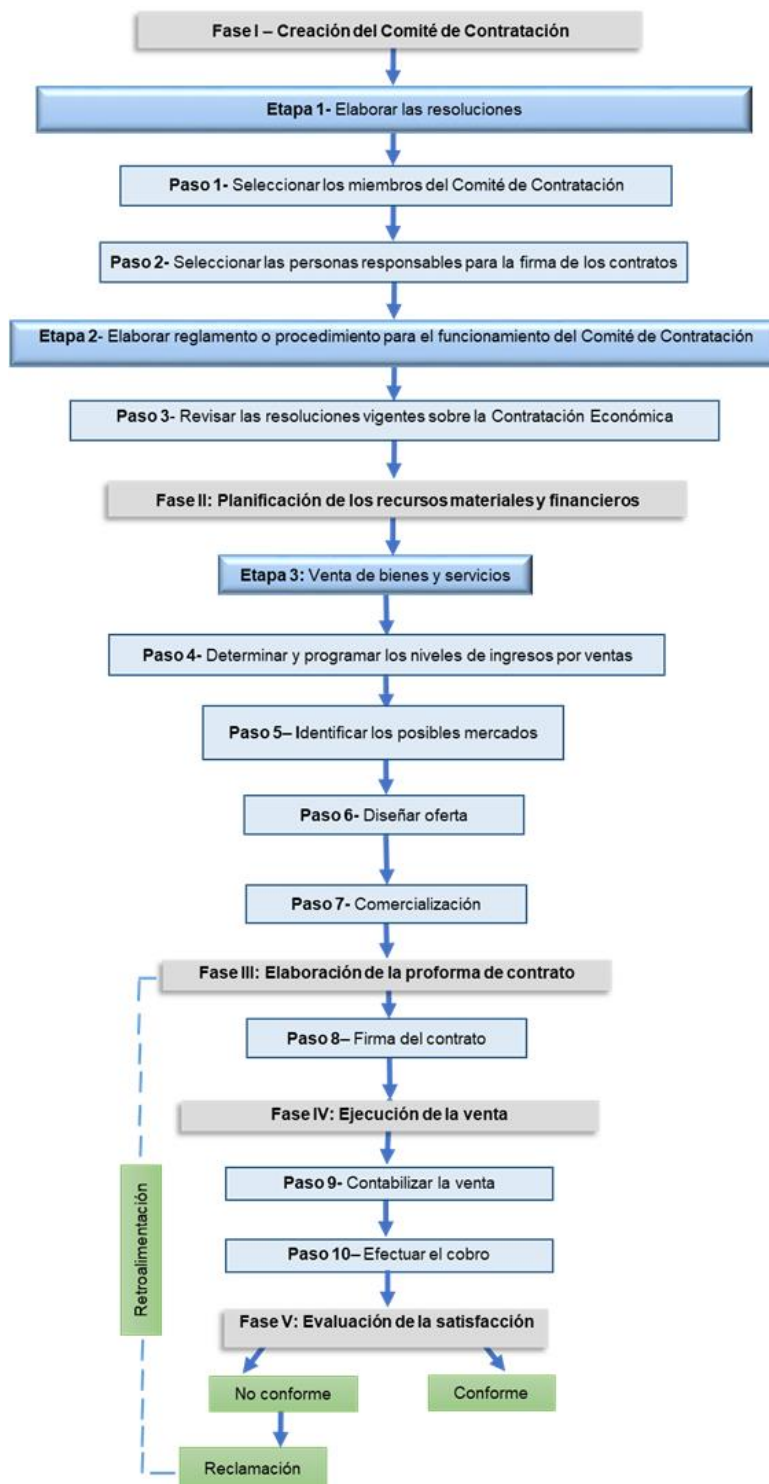 Fase I – Creación del Comité de Contratación
Etapa 1- Elaborar las resoluciones
Paso 1- Seleccionar los miembros del Comité de Contratación
Paso 2- Seleccionar las personas responsables para la firma de los contratos
Etapa 2- Elaborar reglamento o procedimiento para el funcionamiento del Comité de Contratación
Paso 3- Revisar las resoluciones vigentes sobre la Contratación Económica
Fase II: Planificación de los recursos materiales y financieros
Etapa 3: Venta de bienes y servicios
Paso 4- Determinar y programar los niveles de ingresos por ventas
Paso 5– Identificar los posibles mercados
Paso 6- Diseñar oferta
Paso 7- Comercialización
Fase III: Elaboración de la proforma de contrato
Paso 8– Firma del contrato
Fase IV: Ejecución de la venta
Paso 9- Contabilizar la venta
Paso 10– Efectuar el cobro
Fase V: Evaluación de la satisfacción
No conforme
Conforme
Reclamación
Retroalimentación